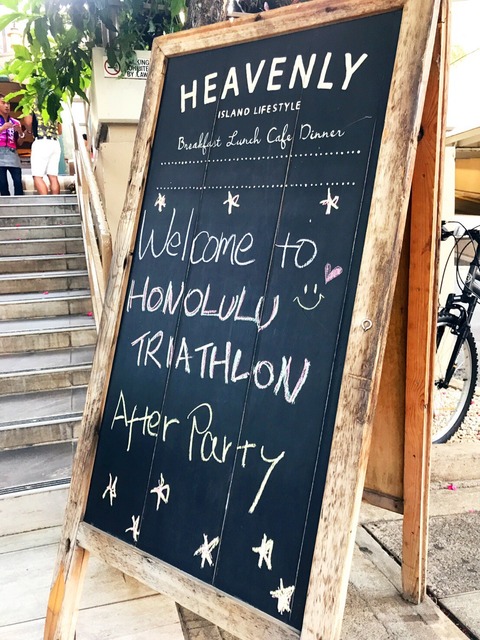 HEAVENLY
ISLAND LIFESTYLE
Breakfast Lunch Cafe Dinner
Welcome to
HONOLULU
TRIATHLON
After Party